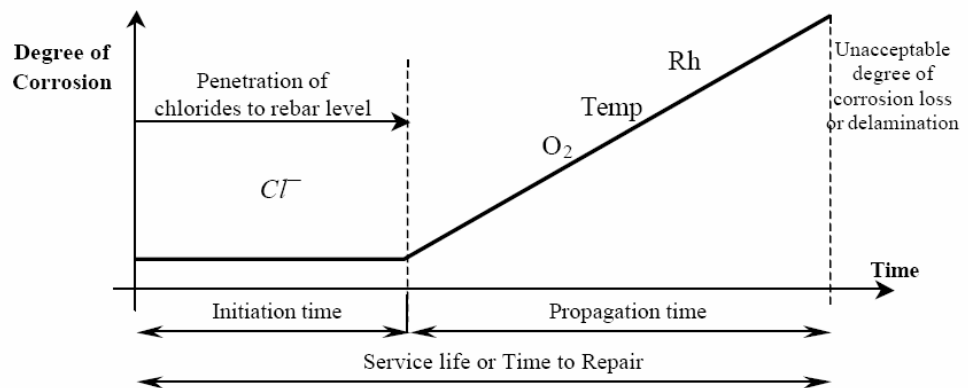 Degree of
Corrosion
Penetration of
chlorides to rebar level
Cl⁻
O₂
Temp
Rh
Unacceptable
degree of
corrosion loss
or delamination
Time
Initiation time
Propagation time
Service life or Time to Repair